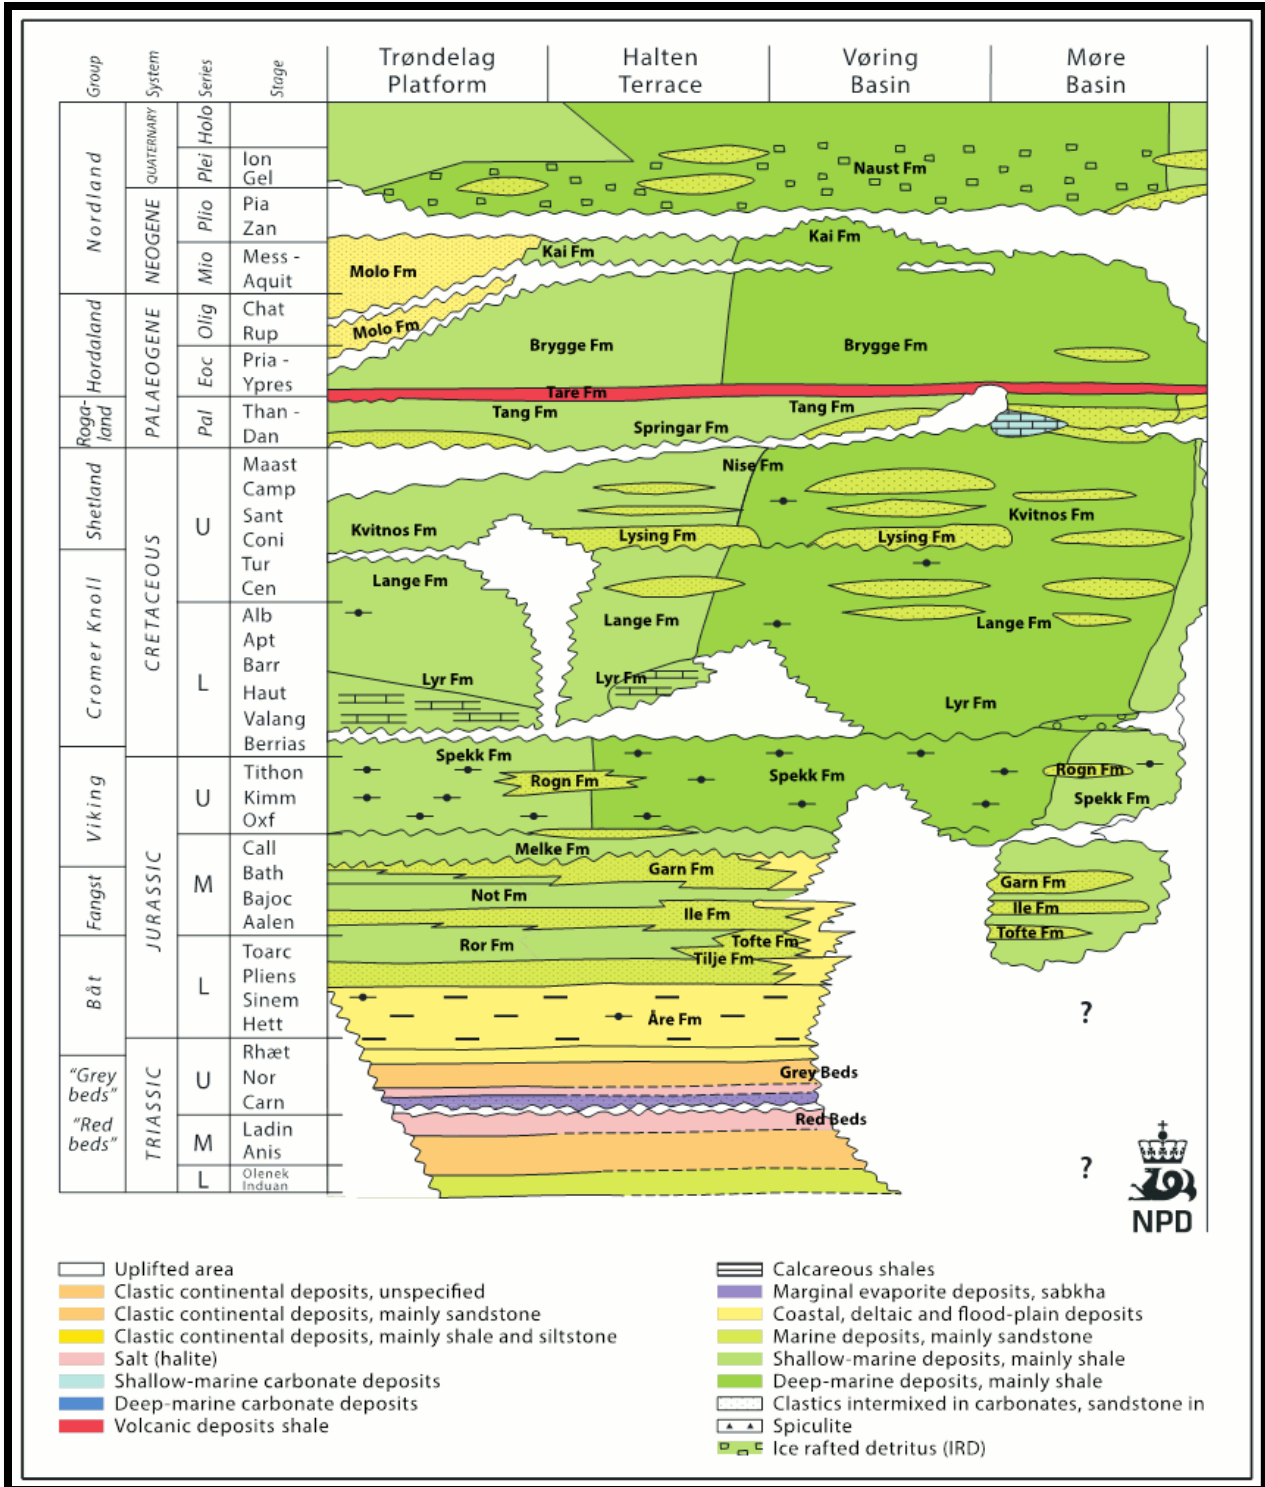 Group
System
Series
Stage
Trøndelag
Platform
Halten
Terrace
Vøring
Basin
Møre
Basin
Nordland
Hordaland
Roga-
land
Shetland
Cromer Knoll
Viking
Fangst
Båt
"Grey
beds"
"Red
beds"
QUATERNARY
NEOGENE
PALAEOGENE
CRETACEOUS
JURASSIC
TRIASSIC
Holo
Plei
Plio
Mio
Olig
Eoc
Pal
U
L
U
M
L
U
M
L
Ion
Gel
Pia
Zan
Mess -
Aquit
Chat
Rup
Pria -
Ypres
Than -
Dan
Maast
Camp
Sant
Coni
Tur
Cen
Alb
Apt
Barr
Haut
Valang
Berrias
Tithon
Kimm
Oxf
Call
Bath
Bajoc
Aalen
Toarc
Pliens
Sinem
Hett
Rhæt
Nor
Carn
Ladin
Anis
Olenek
Induan
Naust Fm
Kai Fm
Kai Fm
Molo Fm
Molo Fm
Brygge Fm
Brygge Fm
Tare Fm
Tang Fm
Tang Fm
Springar Fm
Nise Fm
Kvitnos Fm
Kvitnos Fm
Lysing Fm
Lysing Fm
Lange Fm
Lange Fm
Lange Fm
Lyr Fm
Lyr Fm
Lyr Fm
Spekk Fm
Rogn Fm
Spekk Fm
Rogn Fm
Spekk Fm
Melke Fm
Garn Fm
Garn Fm
Not Fm
Ile Fm
Ile Fm
Ror Fm
Tofte Fm
Tofte Fm
Tilje Fm
Åre Fm
?
Grey Beds
Red Beds
?
NPD
Uplifted area
Clastic continental deposits, unspecified
Clastic continental deposits, mainly sandstone
Clastic continental deposits, mainly shale and siltstone
Salt (halite)
Shallow-marine carbonate deposits
Deep-marine carbonate deposits
Volcanic deposits shale
Calcareous shales
Marginal evaporite deposits, sabkha
Coastal, deltaic and flood-plain deposits
Marine deposits, mainly sandstone
Shallow-marine deposits, mainly shale
Deep-marine deposits, mainly shale
Clastics intermixed in carbonates, sandstone in
Spiculite
Ice rafted detritus (IRD)